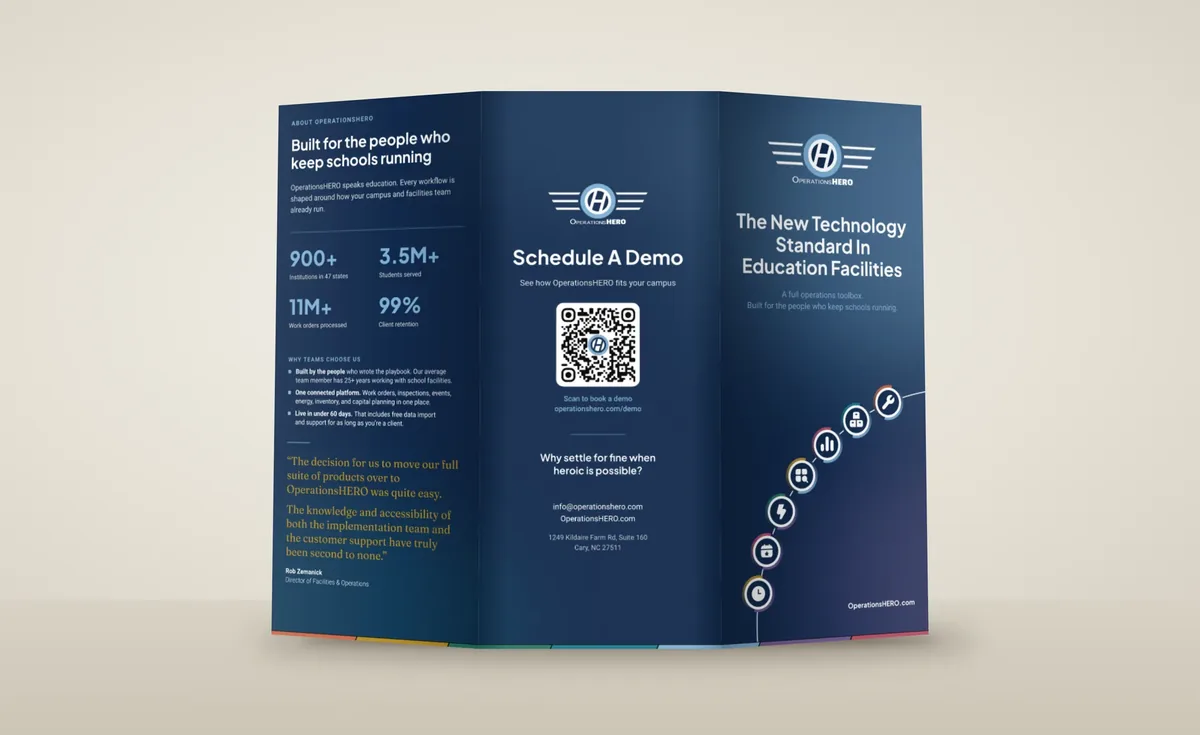 ABOUT OPERATIONSHERO
Built for the people who
keep schools running
OperationsHERO speaks education. Every workflow is
shaped around how your campus and facilities team
already run.
900+
Institutions in 47 states
3.5M+
Students served
11M+
Work orders processed
99%
Client retention
WHY TEAMS CHOOSE US
Built by the people who wrote the playbook. Our average
team member has 25+ years working with school facilities.
One connected platform. Work orders, inspections, events,
energy, inventory, and capital planning in one place.
Live in under 60 days. That includes free data import
and support for as long as you're a client.
“The decision for us to move our full
suite of products over to
OperationsHERO was quite easy.
The knowledge and accessibility of
both the implementation team and
the customer support have truly
been second to none.”
Rob Zemanick
Director of Facilities & Operations
H
OPERATIONSHERO
Schedule A Demo
See how OperationsHERO fits your campus
H
Scan to book a demo
operationshero.com/demo
Why settle for fine when
heroic is possible?
info@operationshero.com
OperationsHERO.com
1249 Kildaire Farm Rd, Suite 160
Cary, NC 27511
H
OPERATIONSHERO
The New Technology
Standard In
Education Facilities
A full operations toolbox.
Built for the people who keep schools running.
OperationsHERO.com